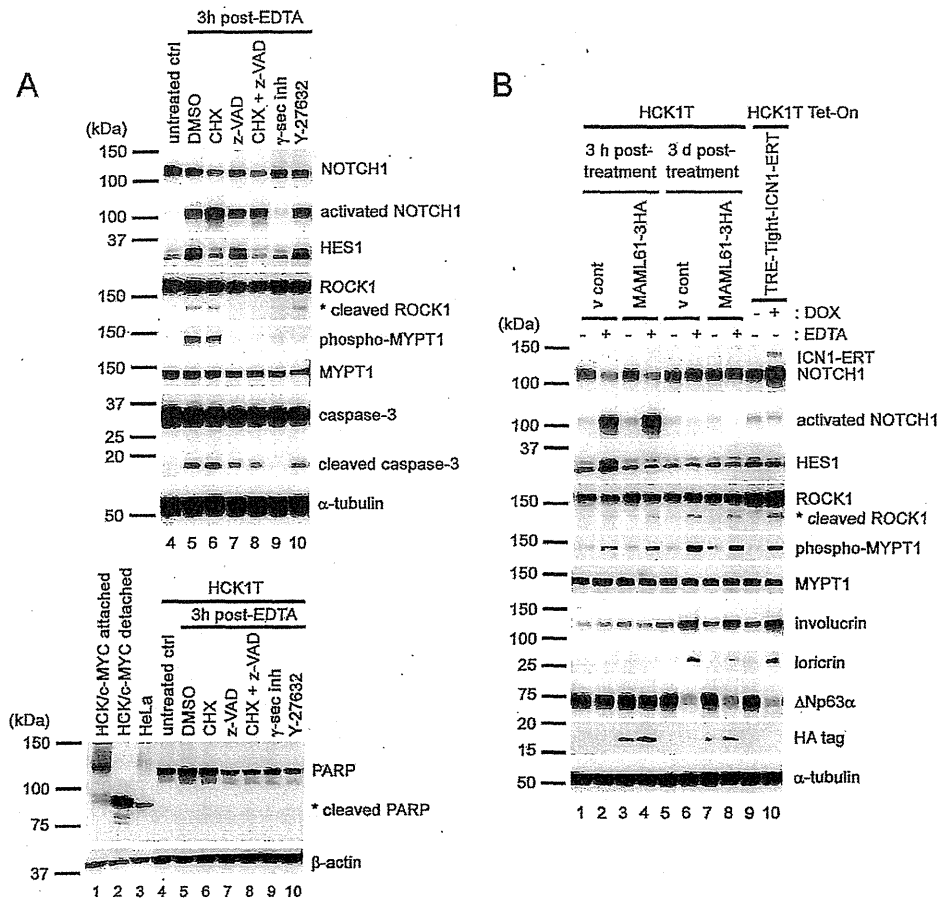 A
3h post-EDTA
untreated ctrl
DMSO
CHX
z-VAD
CHX + z-VAD
γ-sec inh
Y-27632
(kDa)
150
100
NOTCH1
100
activated NOTCH1
37
HES1
ROCK1
150
* cleaved ROCK1
150
phospho-MYPT1
150
MYPT1
37
25
caspase-3
20
cleaved caspase-3
50
α-tubulin
4 5 6 7 8 9 10
HCK1T
3h post-EDTA
HCK/c-MYC attached
HCK/c-MYC detached
HeLa
untreated ctrl
DMSO
CHX
z-VAD
CHX + z-VAD
γ-sec inh
Y-27632
(kDa)
150
PARP
100
* cleaved PARP
75
37
β-actin
1 2 3 4 5 6 7 8 9 10
B
HCK1T
HCK1T Tet-On
3 h post-treatment
3 d post-treatment
v cont
MAML61-3HA
v cont
MAML61-3HA
TRE-Tight-ICN1-ERT
- + : DOX
- + - + - + - + : EDTA
(kDa)
150
ICN1-ERT
100
NOTCH1
100
activated NOTCH1
37
HES1
150
ROCK1
* cleaved ROCK1
150
phospho-MYPT1
150
MYPT1
150
100
involucrin
25
loricrin
75
ΔNp63α
20
15
HA tag
50
α-tubulin
1 2 3 4 5 6 7 8 9 10